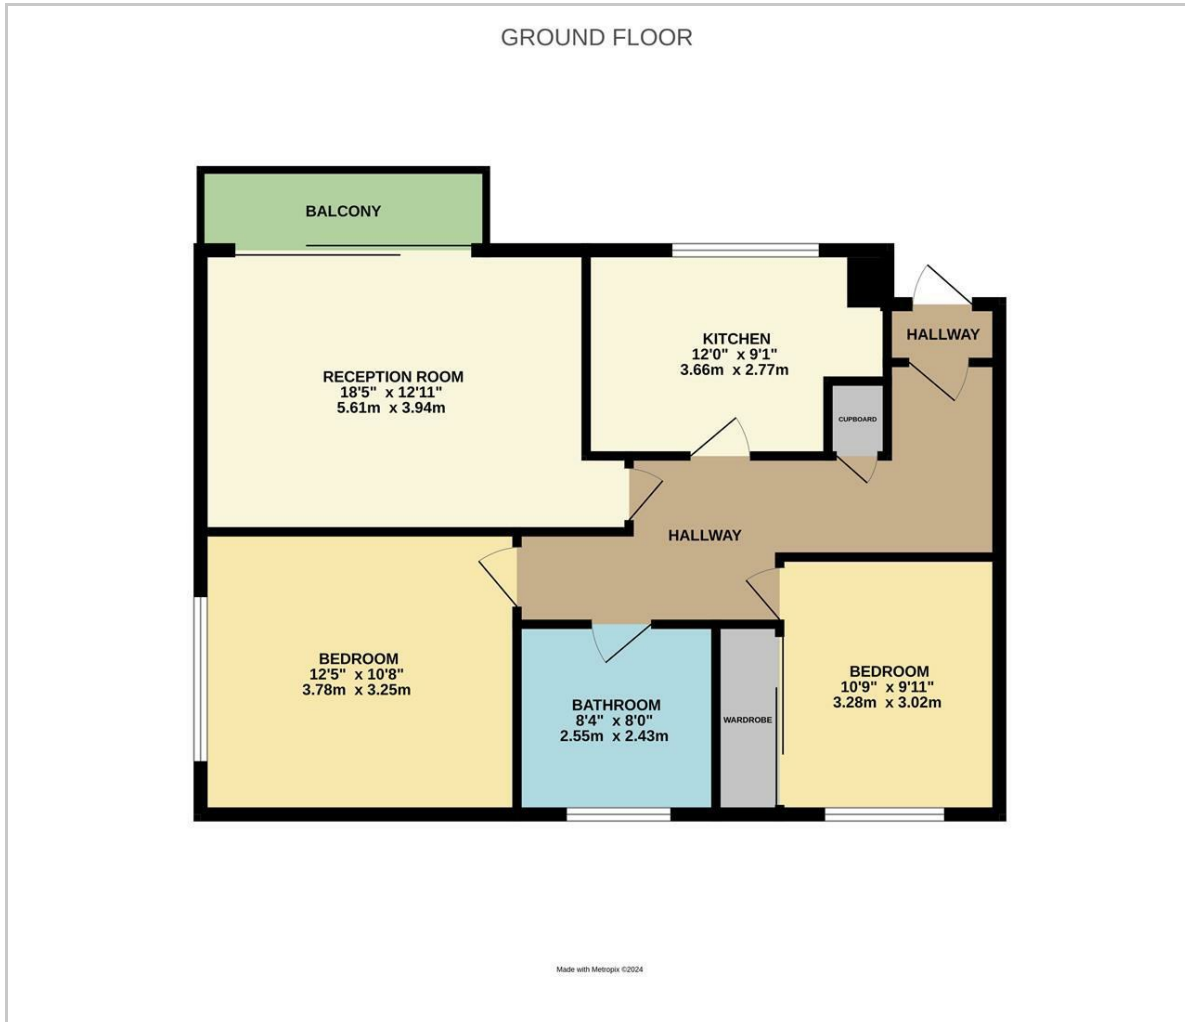 GROUND FLOOR
BALCONY
RECEPTION ROOM
18'5" x 12'11"
5.61m x 3.94m
KITCHEN
12'0" x 9'1"
3.66m x 2.77m
HALLWAY
CUPBOARD
HALLWAY
BEDROOM
12'5" x 10'8"
3.78m x 3.25m
BATHROOM
8'4" x 8'0"
2.55m x 2.43m
WARDROBE
BEDROOM
10'9" x 9'11"
3.28m x 3.02m
Made with Metropix ©2024